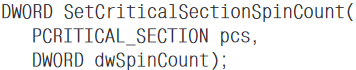 DWORD SetCriticalSectionSpinCount(
PCRITICAL_SECTION pcs,
DWORD dwSpinCount);